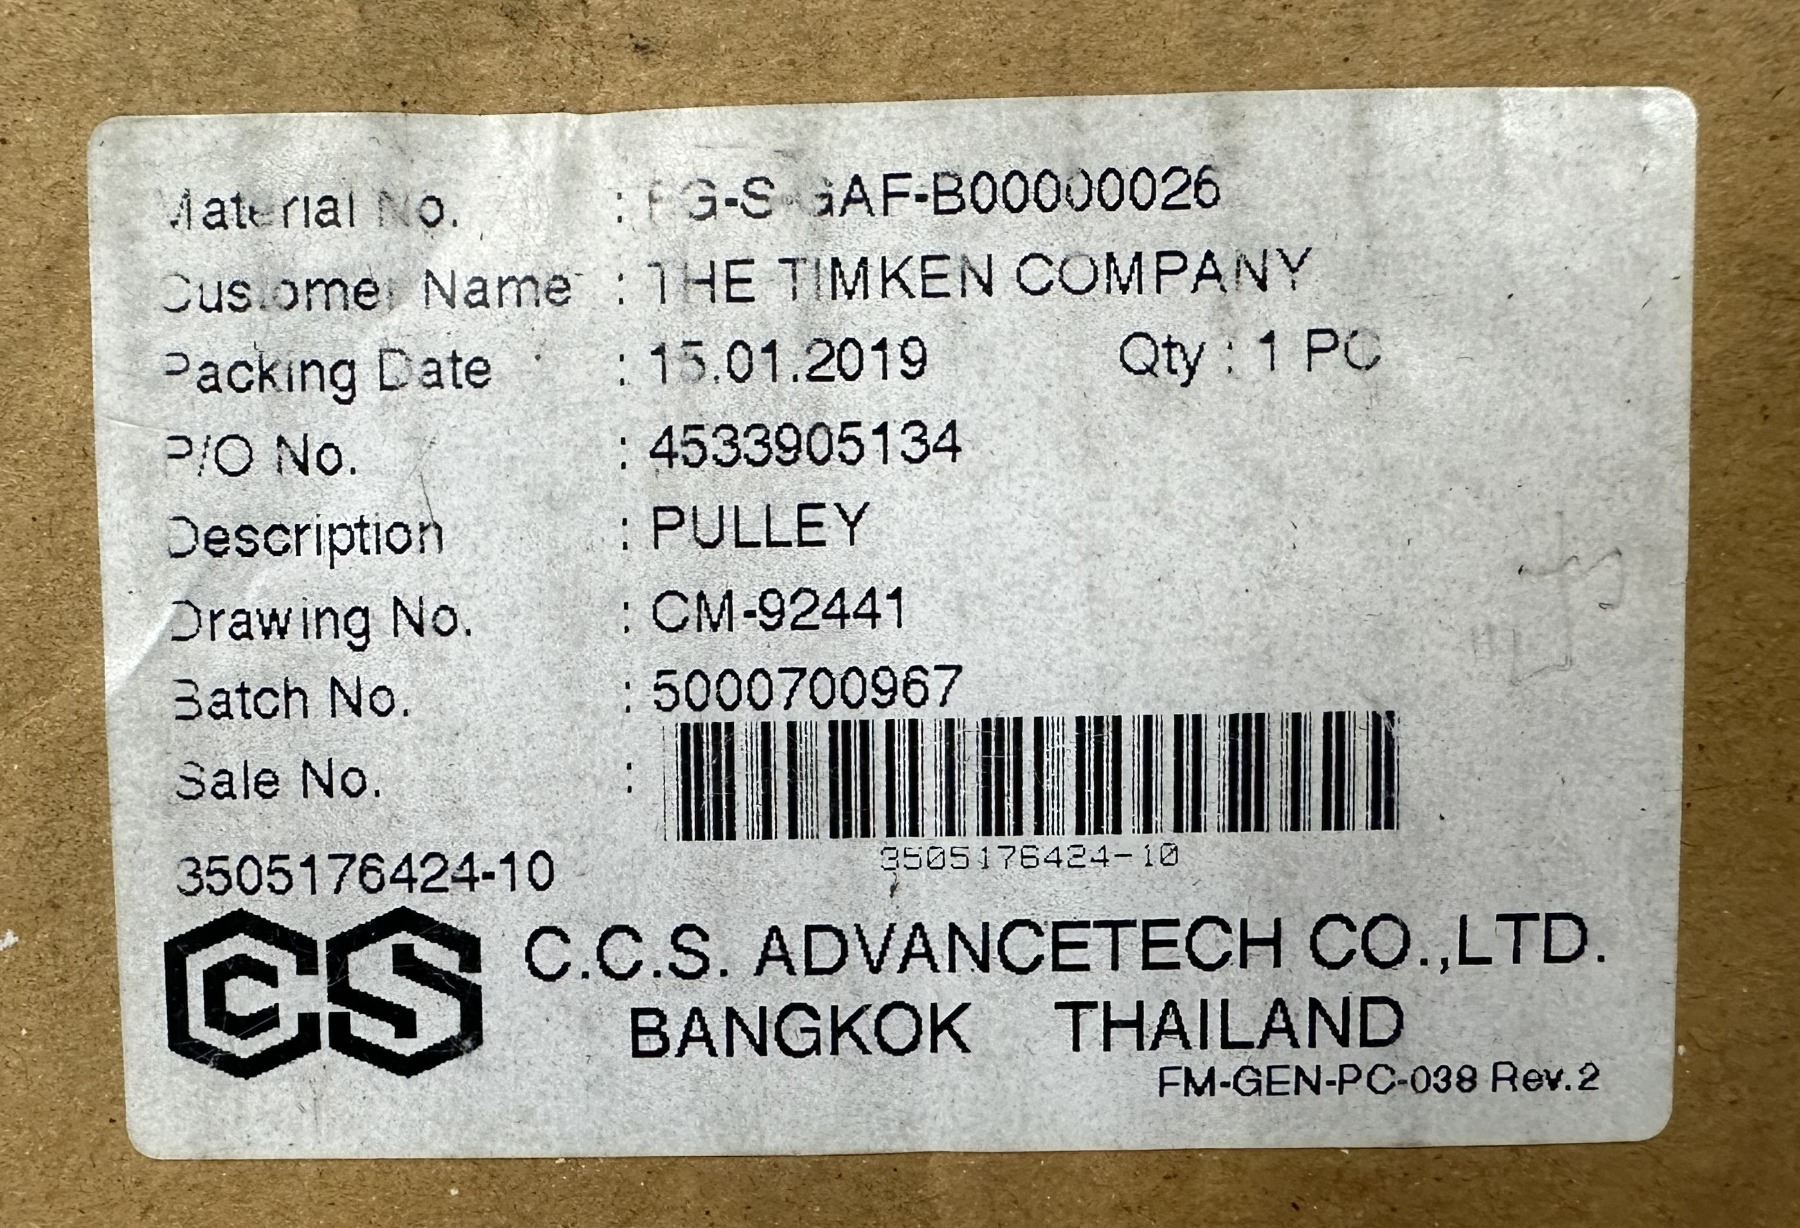 Material No. : FG-S-GAF-B00000026
Customer Name : THE TIMKEN COMPANY
Packing Date : 15.01.2019 Qty : 1 PC
P/O No. : 4533905134
Description : PULLEY
Drawing No. : CM-92441
Batch No. : 5000700967
Sale No. :
3505176424-10
3505176424-10
CS C.C.S. ADVANCETECH CO.,LTD.
BANGKOK THAILAND
FM-GEN-PC-038 Rev.2